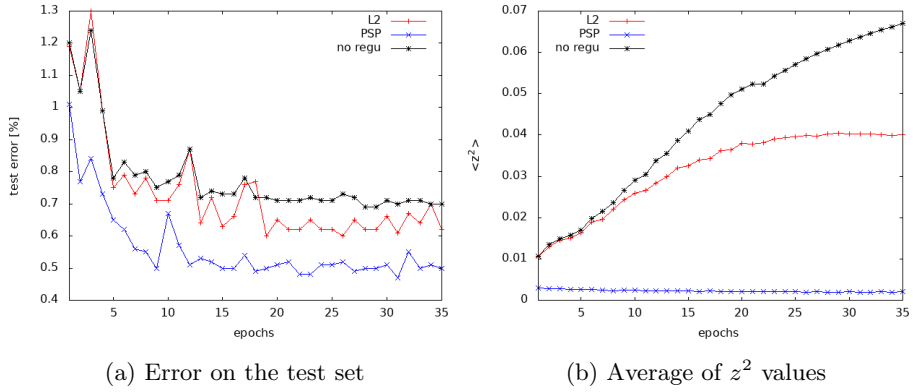 L2
PSP
no regu
1.3
1.2
1.1
1
0.9
0.8
0.7
0.6
0.5
0.4
test error [%]
5 10 15 20 25 30 35
epochs
(a) Error on the test set
L2
PSP
no regu
0.07
0.06
0.05
0.04
0.03
0.02
0.01
0
<z²>
5 10 15 20 25 30 35
epochs
(b) Average of z² values